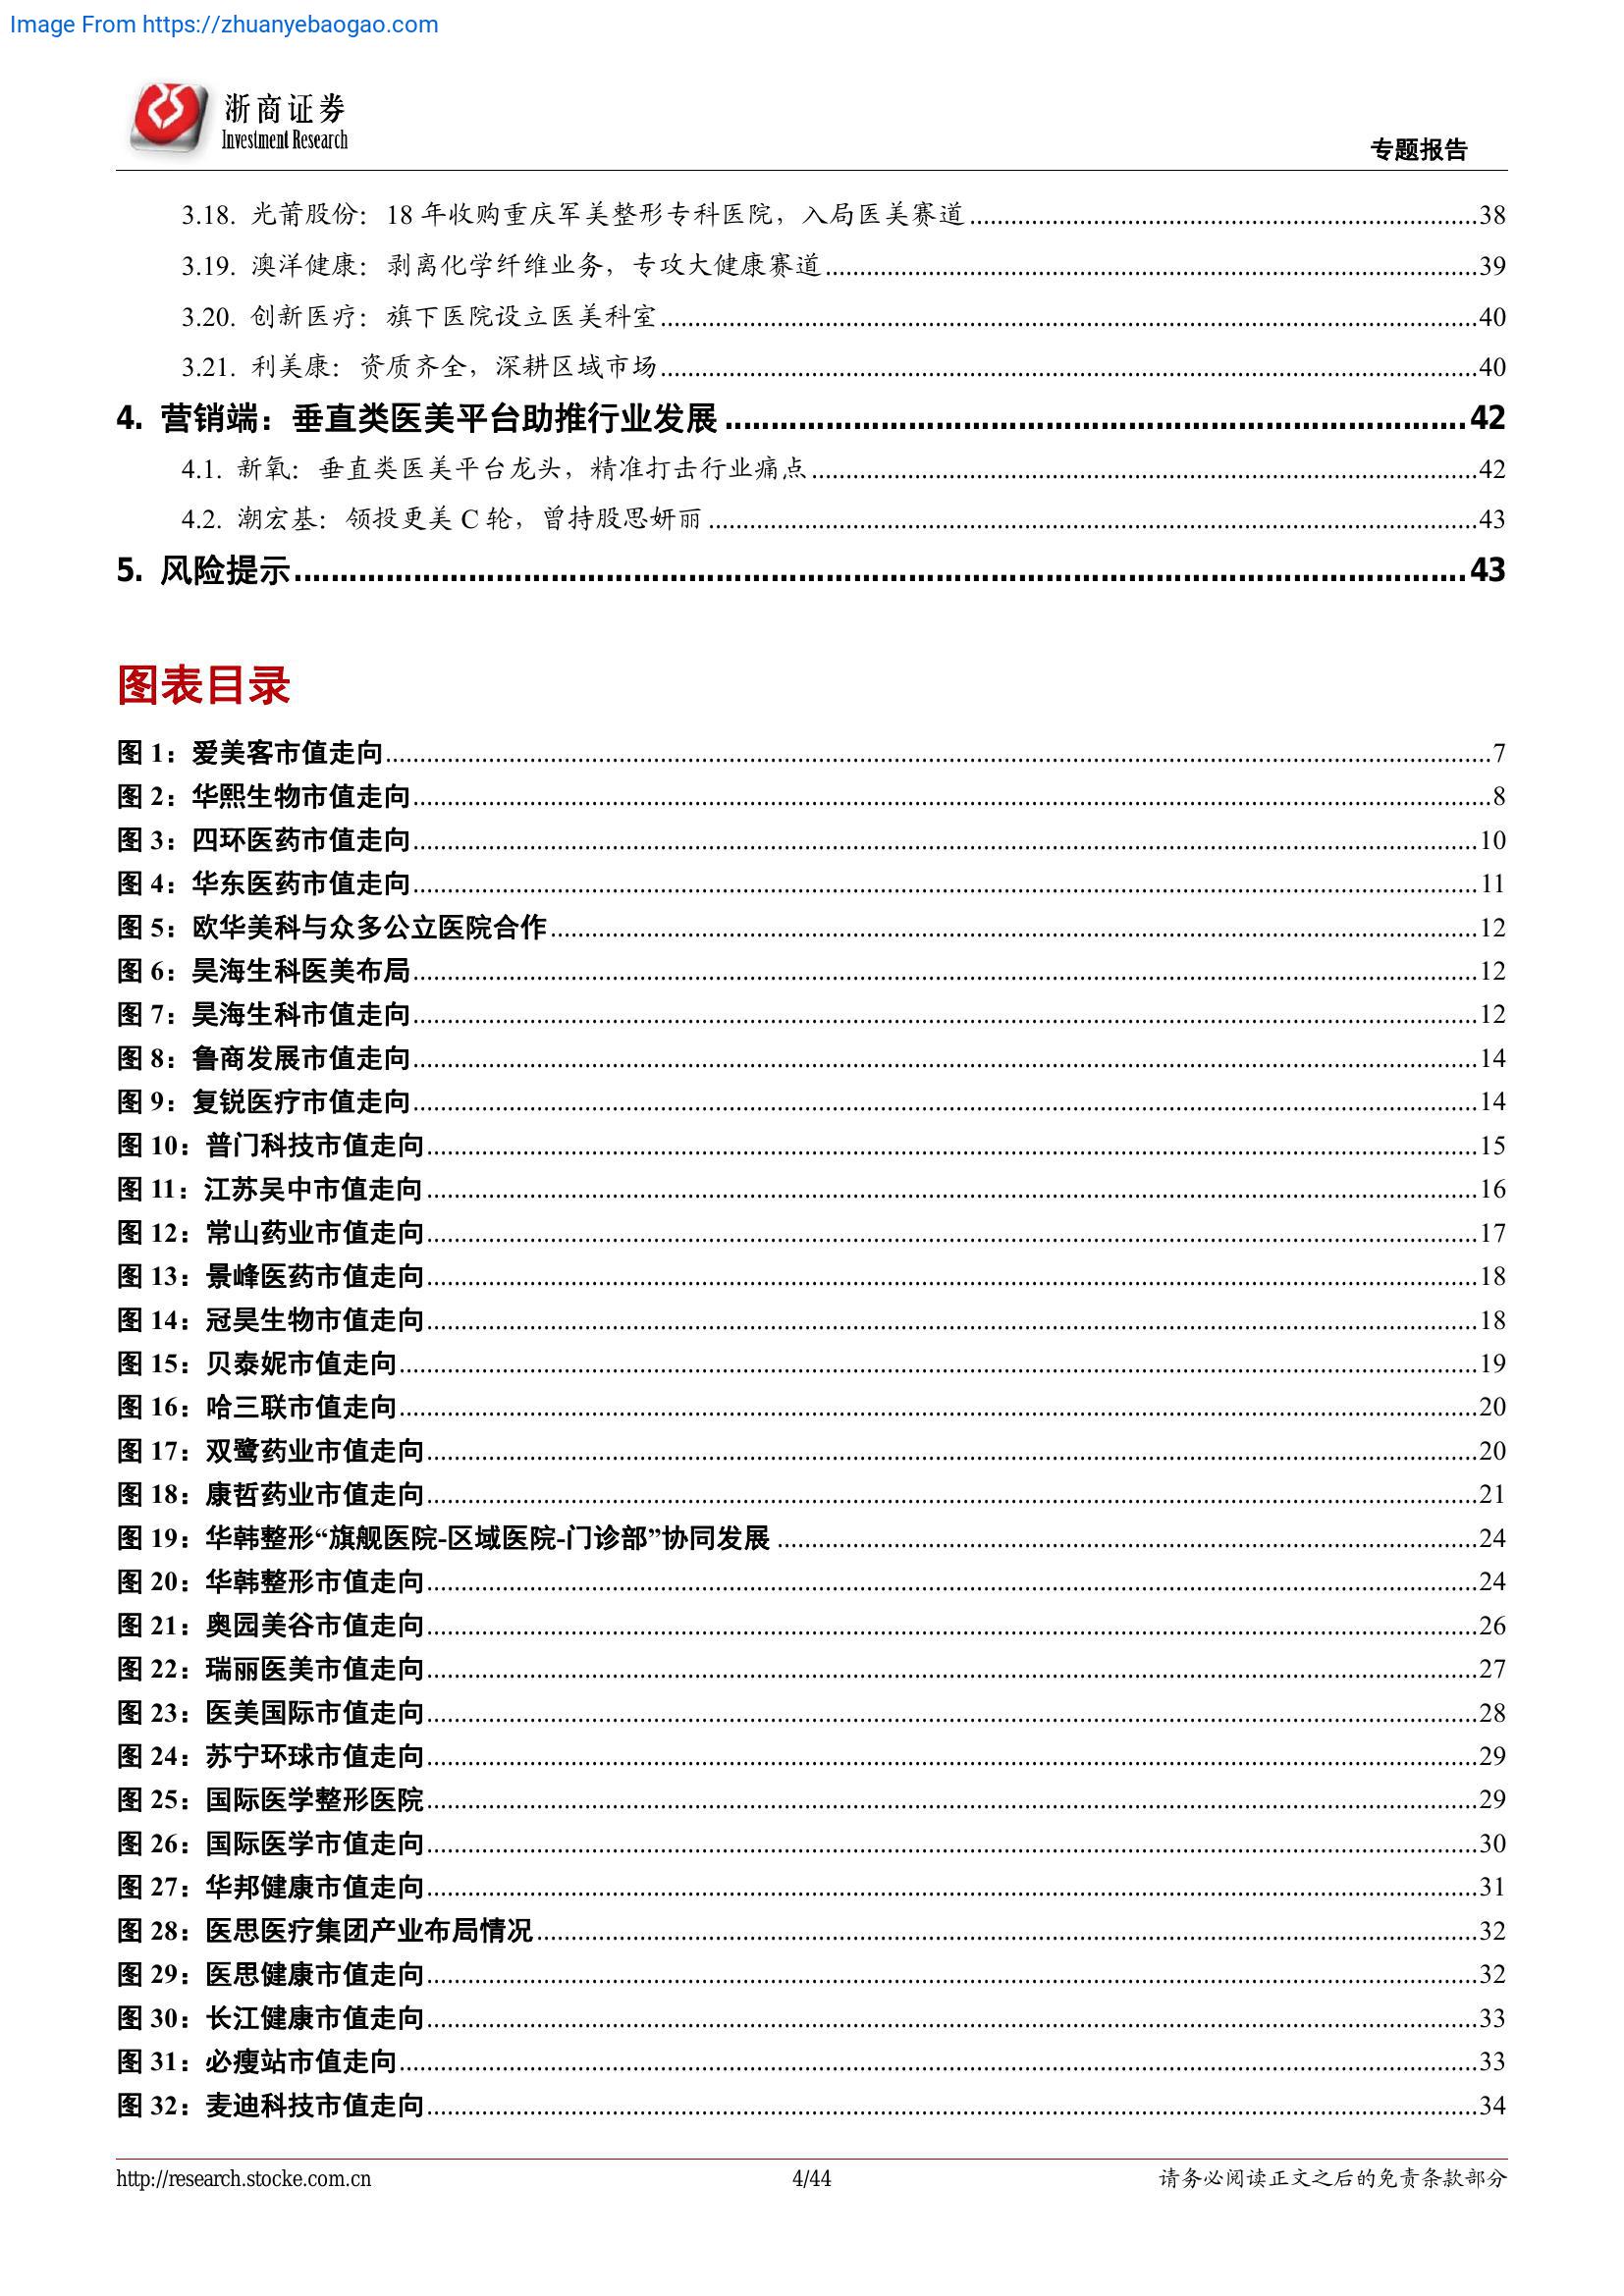 Image From https://zhuanyebaogao.com
浙商证券
Investment Research
专题报告
3.18. 光莆股份：18 年收购重庆军美整形专科医院，入局医美赛道 38
3.19. 澳洋健康：剥离化学纤维业务，专攻大健康赛道 39
3.20. 创新医疗：旗下医院设立医美科室 40
3.21. 利美康：资质齐全，深耕区域市场 40
4. 营销端：垂直类医美平台助推行业发展 42
4.1. 新氧：垂直类医美平台龙头，精准打击行业痛点 42
4.2. 潮宏基：领投更美 C 轮，曾持股思妍丽 43
5. 风险提示 43
图表目录
图 1：爱美客市值走向 7
图 2：华熙生物市值走向 8
图 3：四环医药市值走向 10
图 4：华东医药市值走向 11
图 5：欧华美科与众多公立医院合作 12
图 6：昊海生科医美布局 12
图 7：昊海生科市值走向 12
图 8：鲁商发展市值走向 14
图 9：复锐医疗市值走向 14
图 10：普门科技市值走向 15
图 11：江苏吴中市值走向 16
图 12：常山药业市值走向 17
图 13：景峰医药市值走向 18
图 14：冠昊生物市值走向 18
图 15：贝泰妮市值走向 19
图 16：哈三联市值走向 20
图 17：双鹭药业市值走向 20
图 18：康哲药业市值走向 21
图 19：华韩整形“旗舰医院-区域医院-门诊部”协同发展 24
图 20：华韩整形市值走向 24
图 21：奥园美谷市值走向 26
图 22：瑞丽医美市值走向 27
图 23：医美国际市值走向 28
图 24：苏宁环球市值走向 29
图 25：国际医学整形医院 29
图 26：国际医学市值走向 30
图 27：华邦健康市值走向 31
图 28：医思医疗集团产业布局情况 32
图 29：医思健康市值走向 32
图 30：长江健康市值走向 33
图 31：必瘦站市值走向 33
图 32：麦迪科技市值走向 34
http://research.stocke.com.cn
4/44
请务必阅读正文之后的免责条款部分